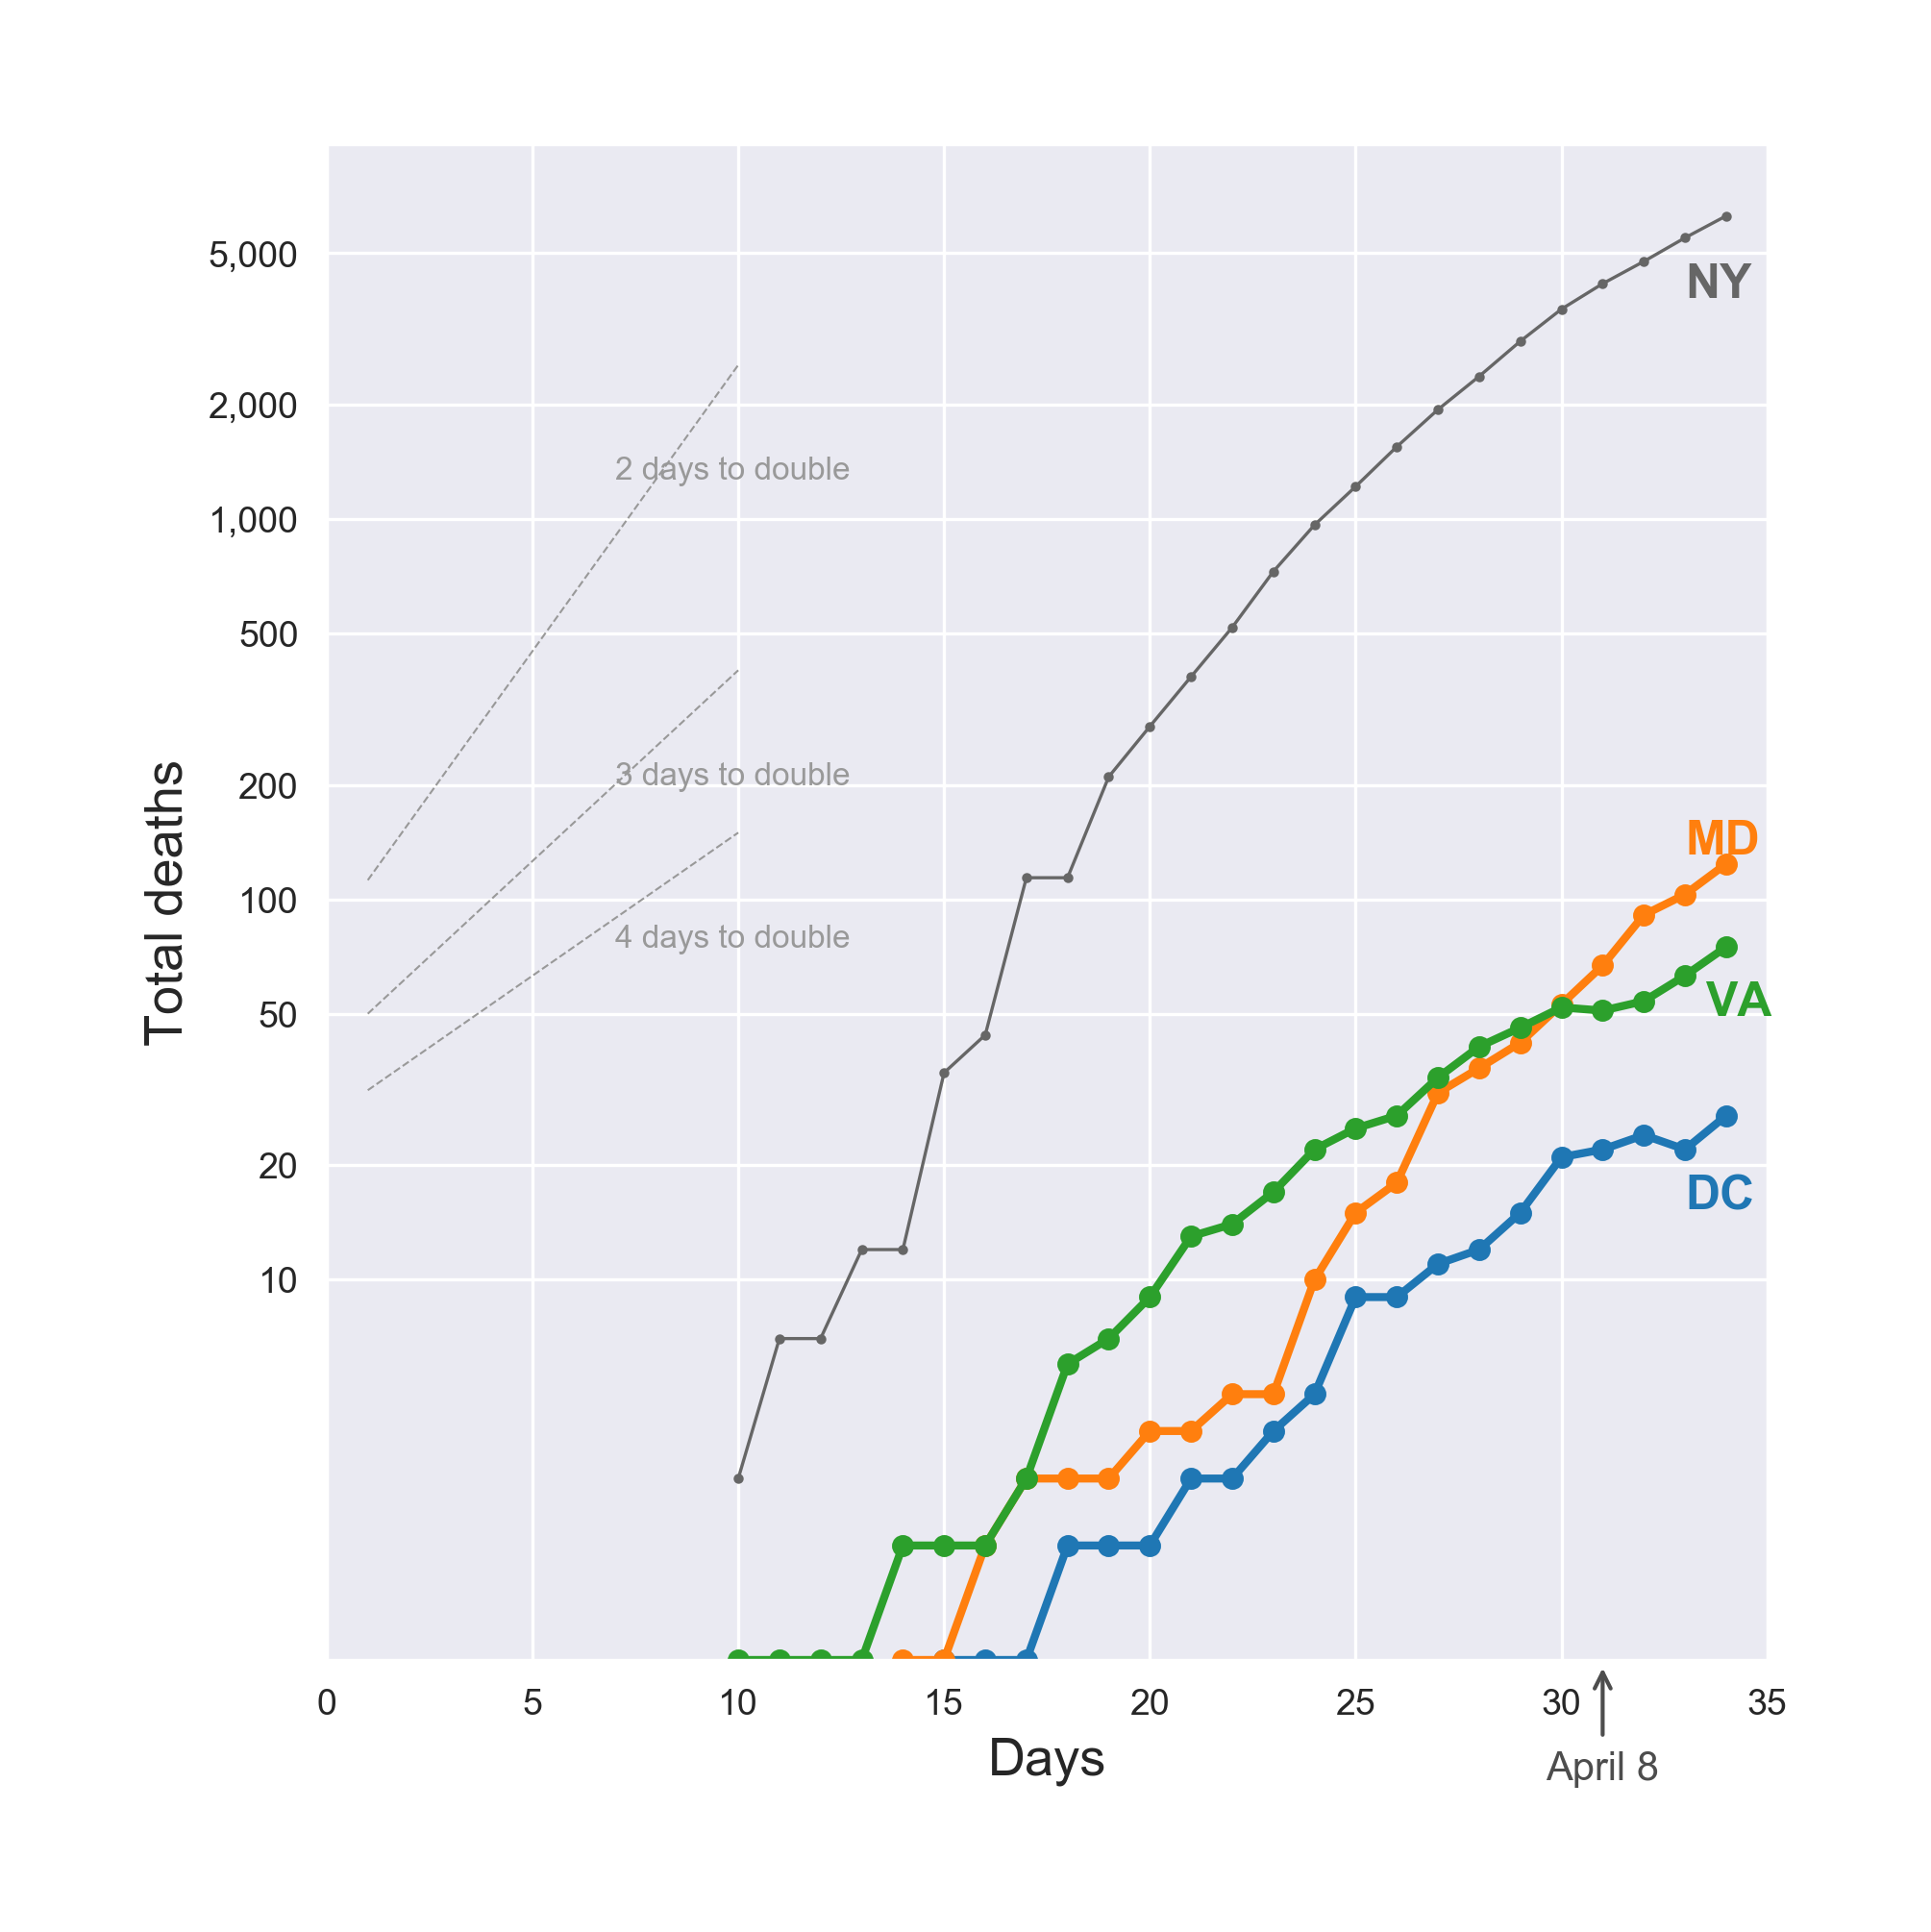 5,000
NY
2,000
2 days to double
1,000
500
3 days to double
200
MD
100
4 days to double
VA
50
20
DC
10
Total deaths
0 5 10 15 20 25 30 35
Days
April 8